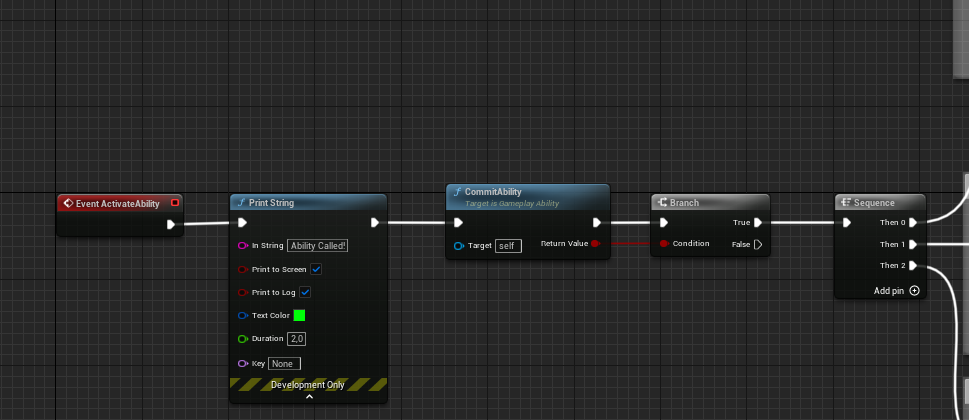 Event ActivateAbility
Print String
In String Ability Called!
Print to Screen
Print to Log
Text Color
Duration 2,0
Key None
Development Only
CommitAbility
Target is Gameplay Ability
Target self Return Value
Branch
True
Condition False
Sequence
Then 0
Then 1
Then 2
Add pin